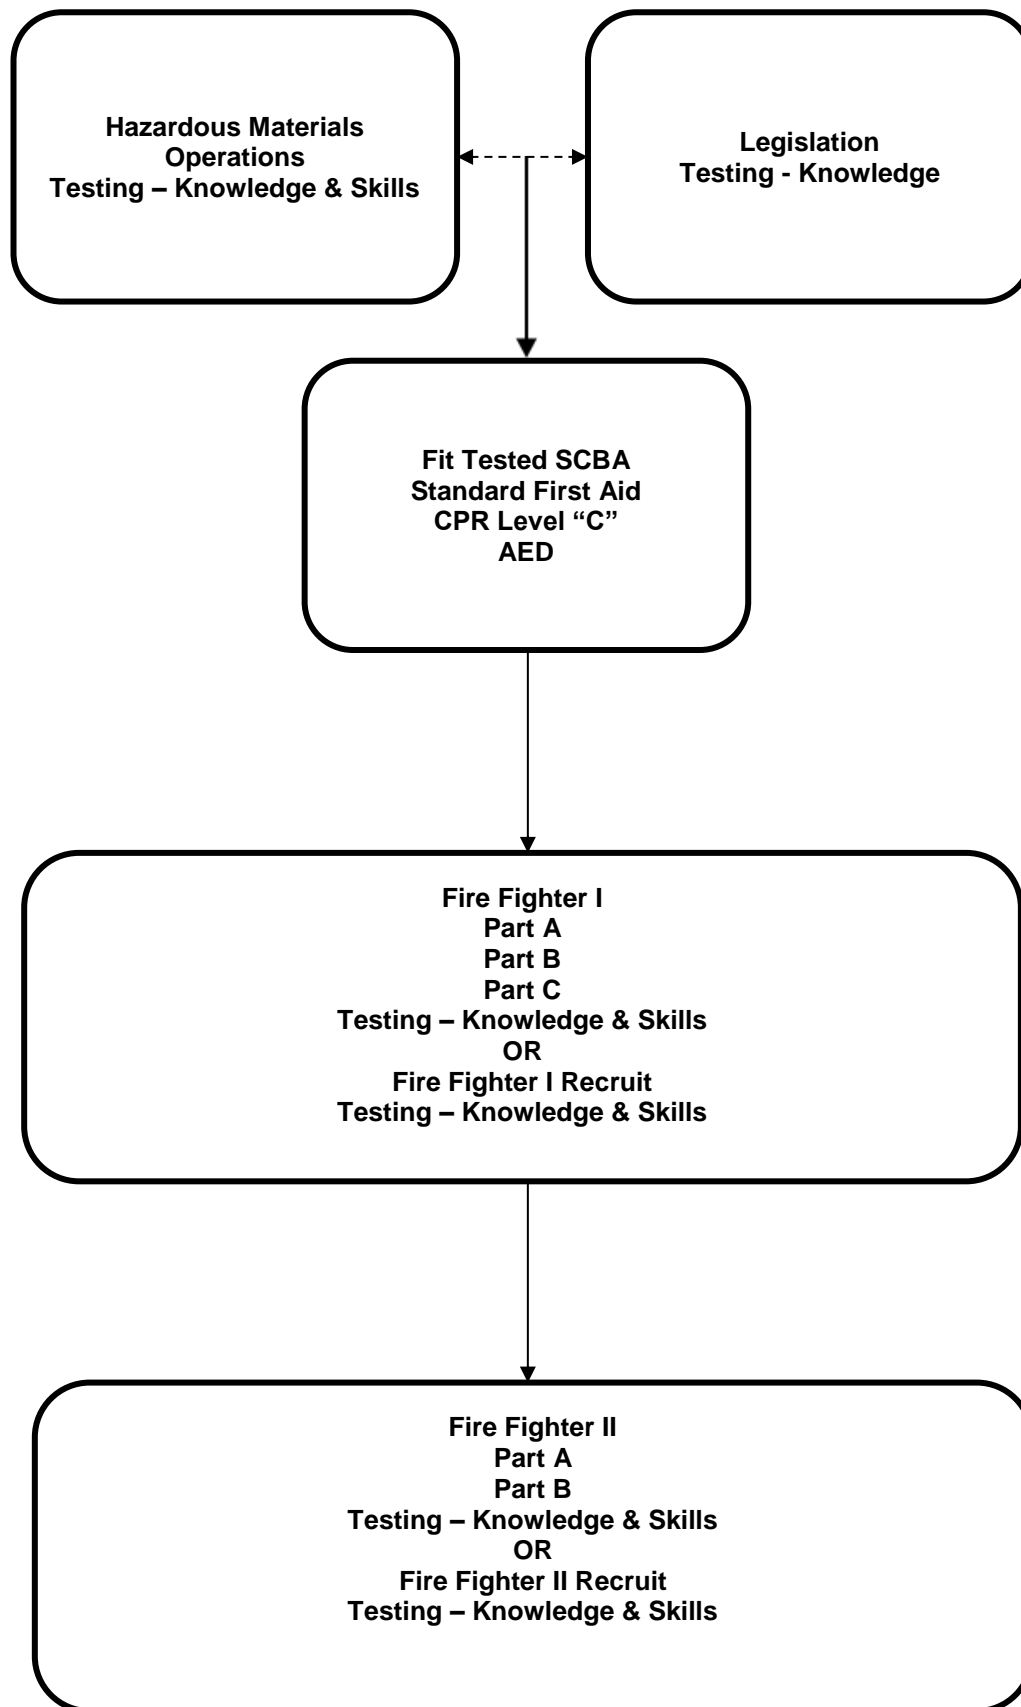 Hazardous Materials
Operations
Testing – Knowledge & Skills
Legislation
Testing - Knowledge
Fit Tested SCBA
Standard First Aid
CPR Level “C”
AED
Fire Fighter I
Part A
Part B
Part C
Testing – Knowledge & Skills
OR
Fire Fighter I Recruit
Testing – Knowledge & Skills
Fire Fighter II
Part A
Part B
Testing – Knowledge & Skills
OR
Fire Fighter II Recruit
Testing – Knowledge & Skills